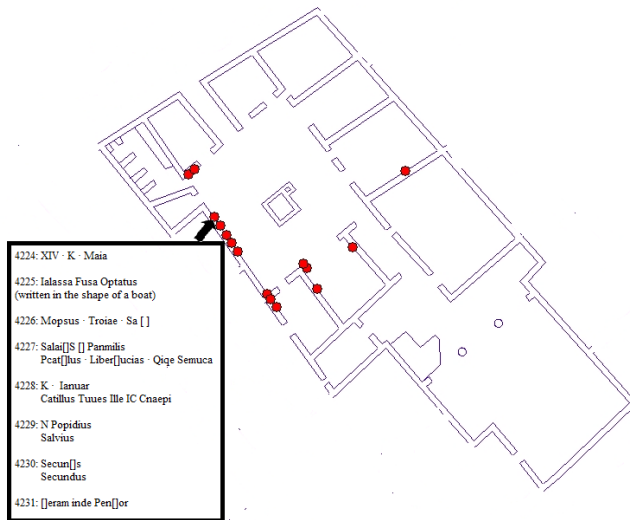 4224: XIV · K · Maia
4225: Ialassa Fusa Optatus
(written in the shape of a boat)
4226: Mopsus · Troiae · Sa [ ]
4227: Salai[]S [] Panmilis
Pcat[]lus · Liber[]ucias · Qiqe Semuca
4228: K · Ianuar
Catillus Tuues Ille IC Cnaepi
4229: N Popidius
Salvius
4230: Secun[]s
Secundus
4231: []eram inde Pen[]or